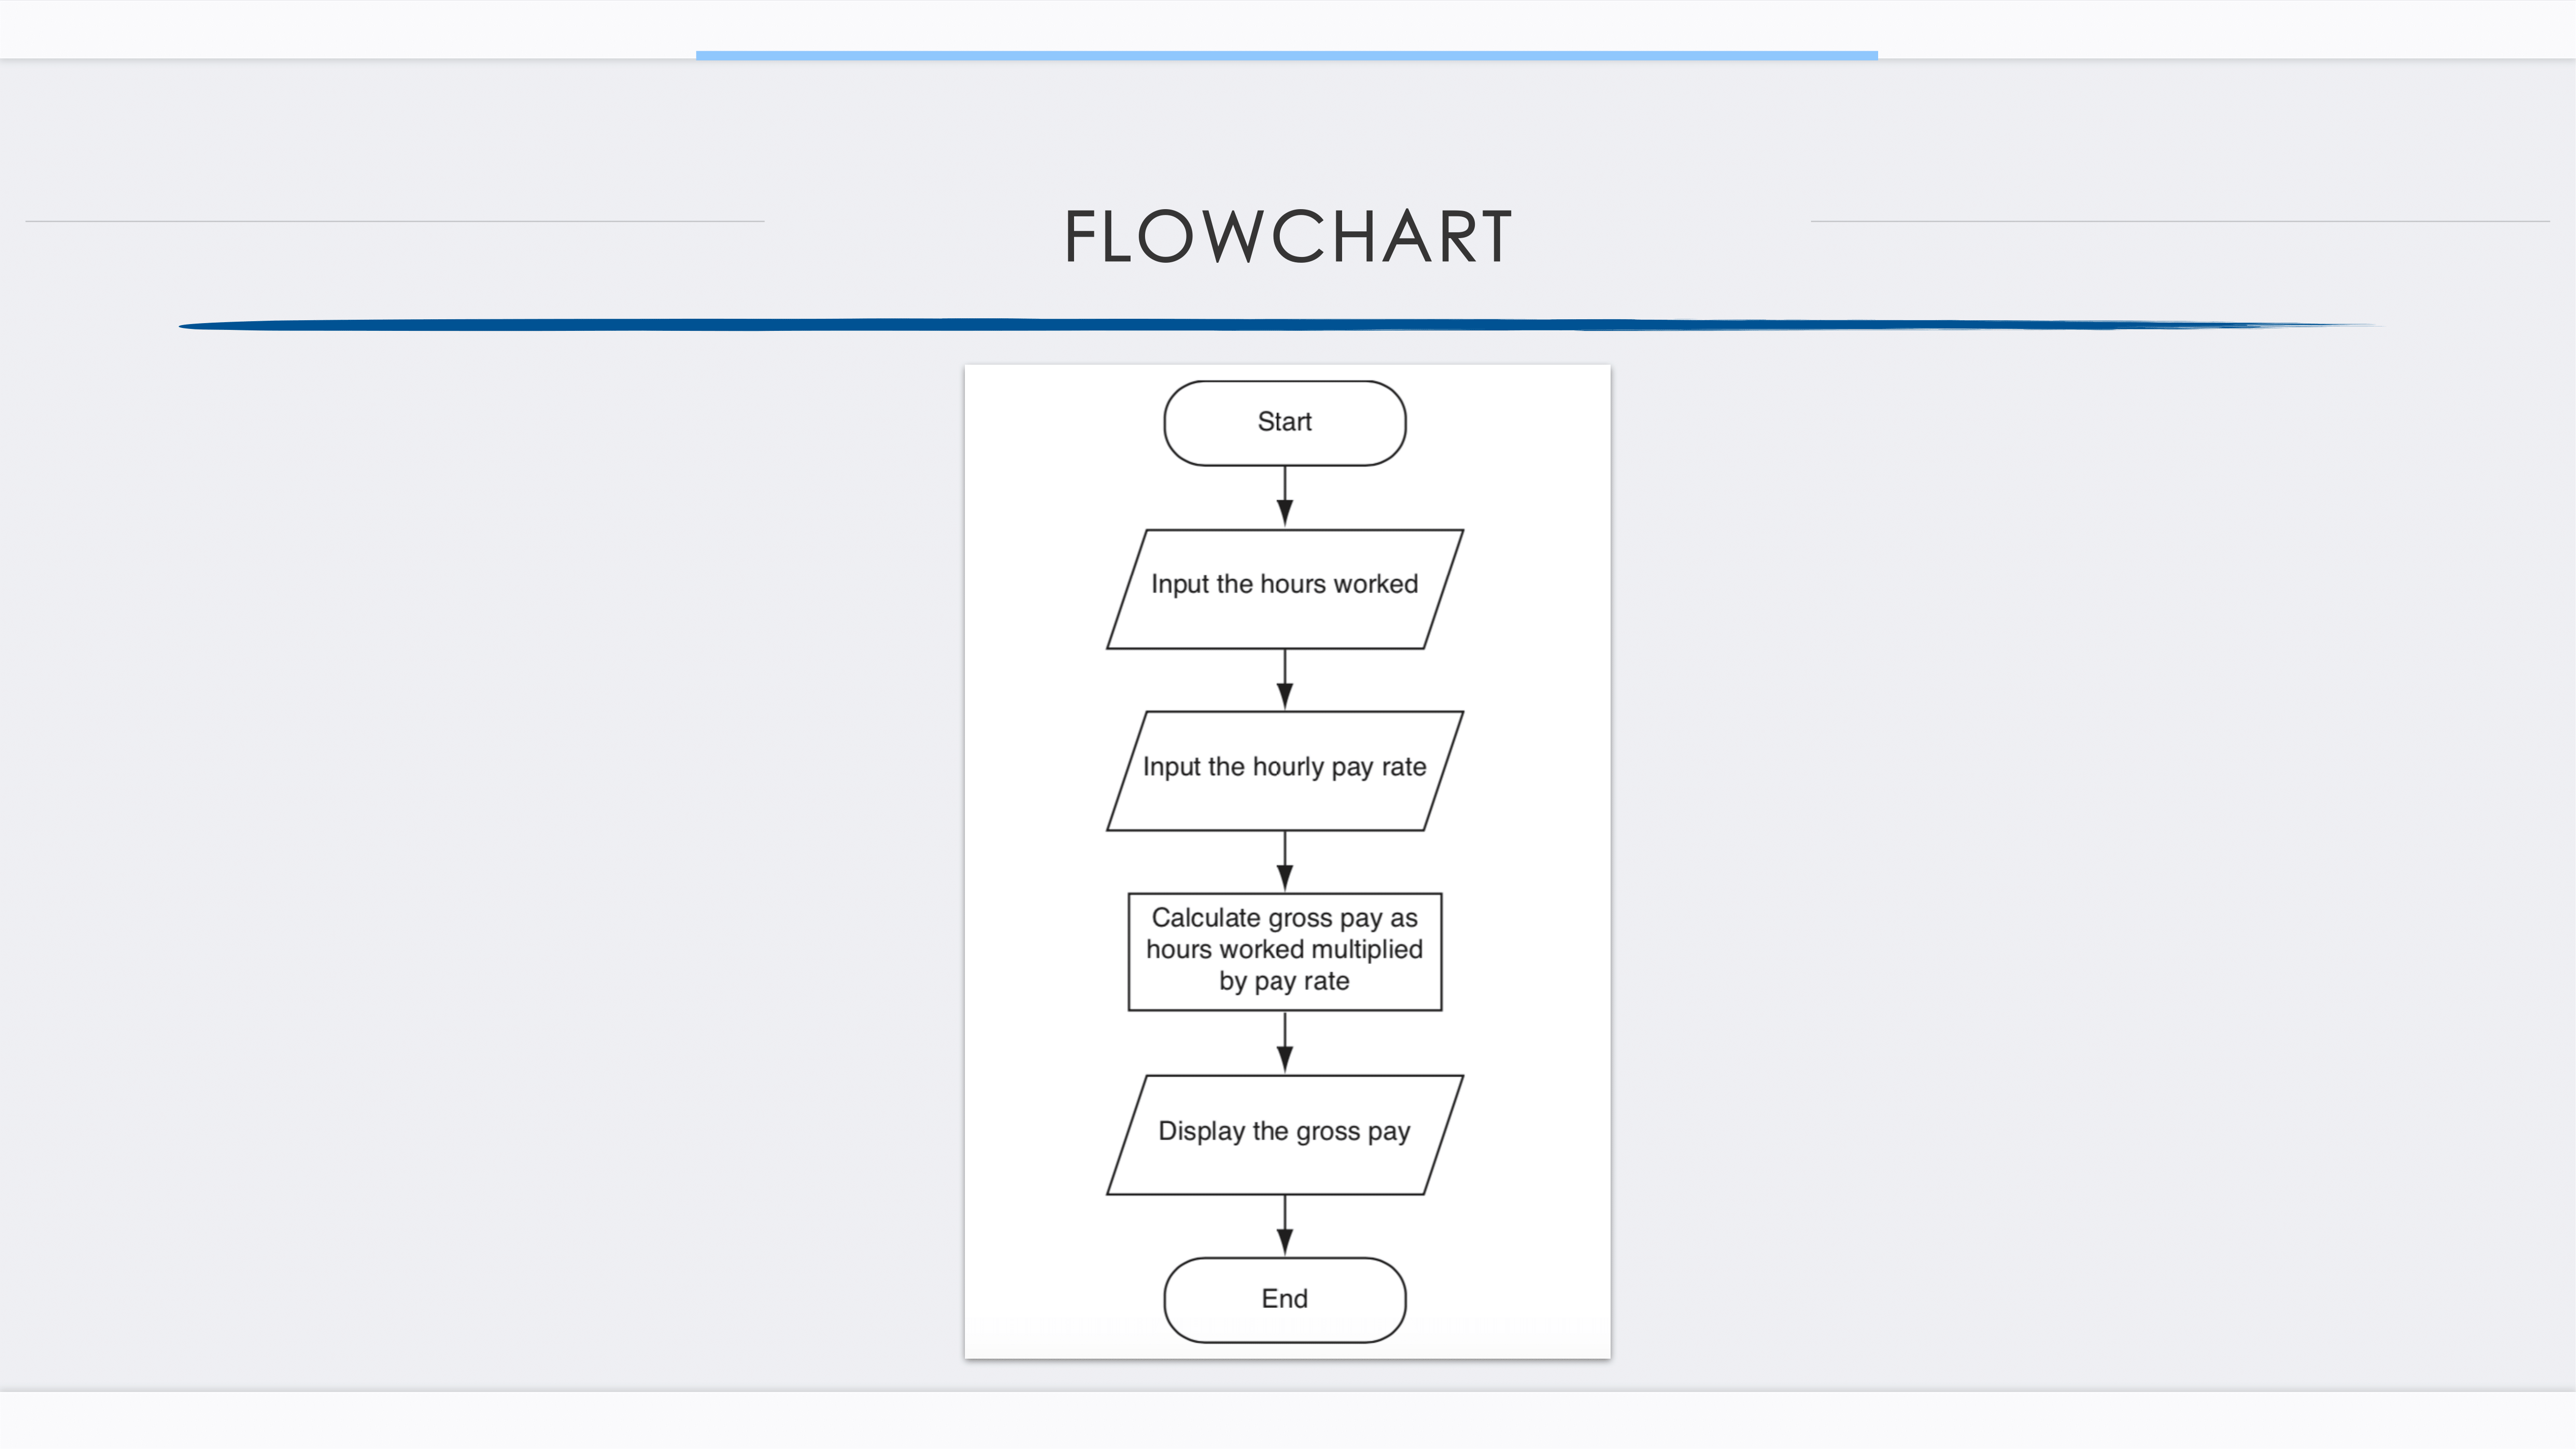 FLOWCHART
Start
Input the hours worked
Input the hourly pay rate
Calculate gross pay as
hours worked multiplied
by pay rate
Display the gross pay
End